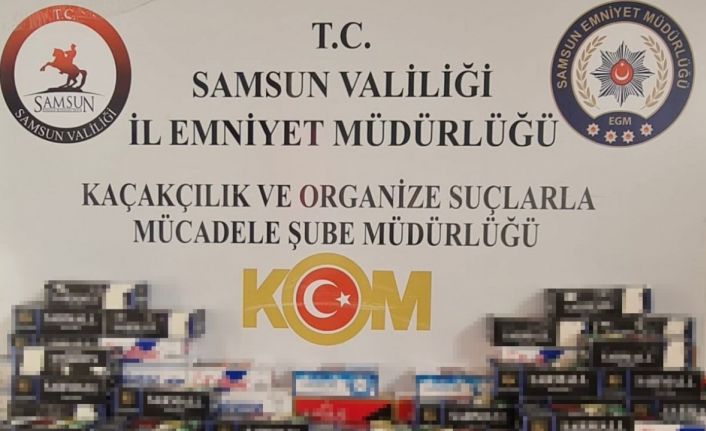 T.C.
SAMSUN
SAMSUN VALİLİĞİ
T.C.
SAMSUN VALİLİĞİ
İL EMNİYET MÜDÜRLÜĞÜ
SAMSUN EMNİYET MÜDÜRLÜĞÜ
EGM
KAÇAKÇILIK VE ORGANİZE SUÇLARLA
MÜCADELE ŞUBE MÜDÜRLÜĞÜ
KOM